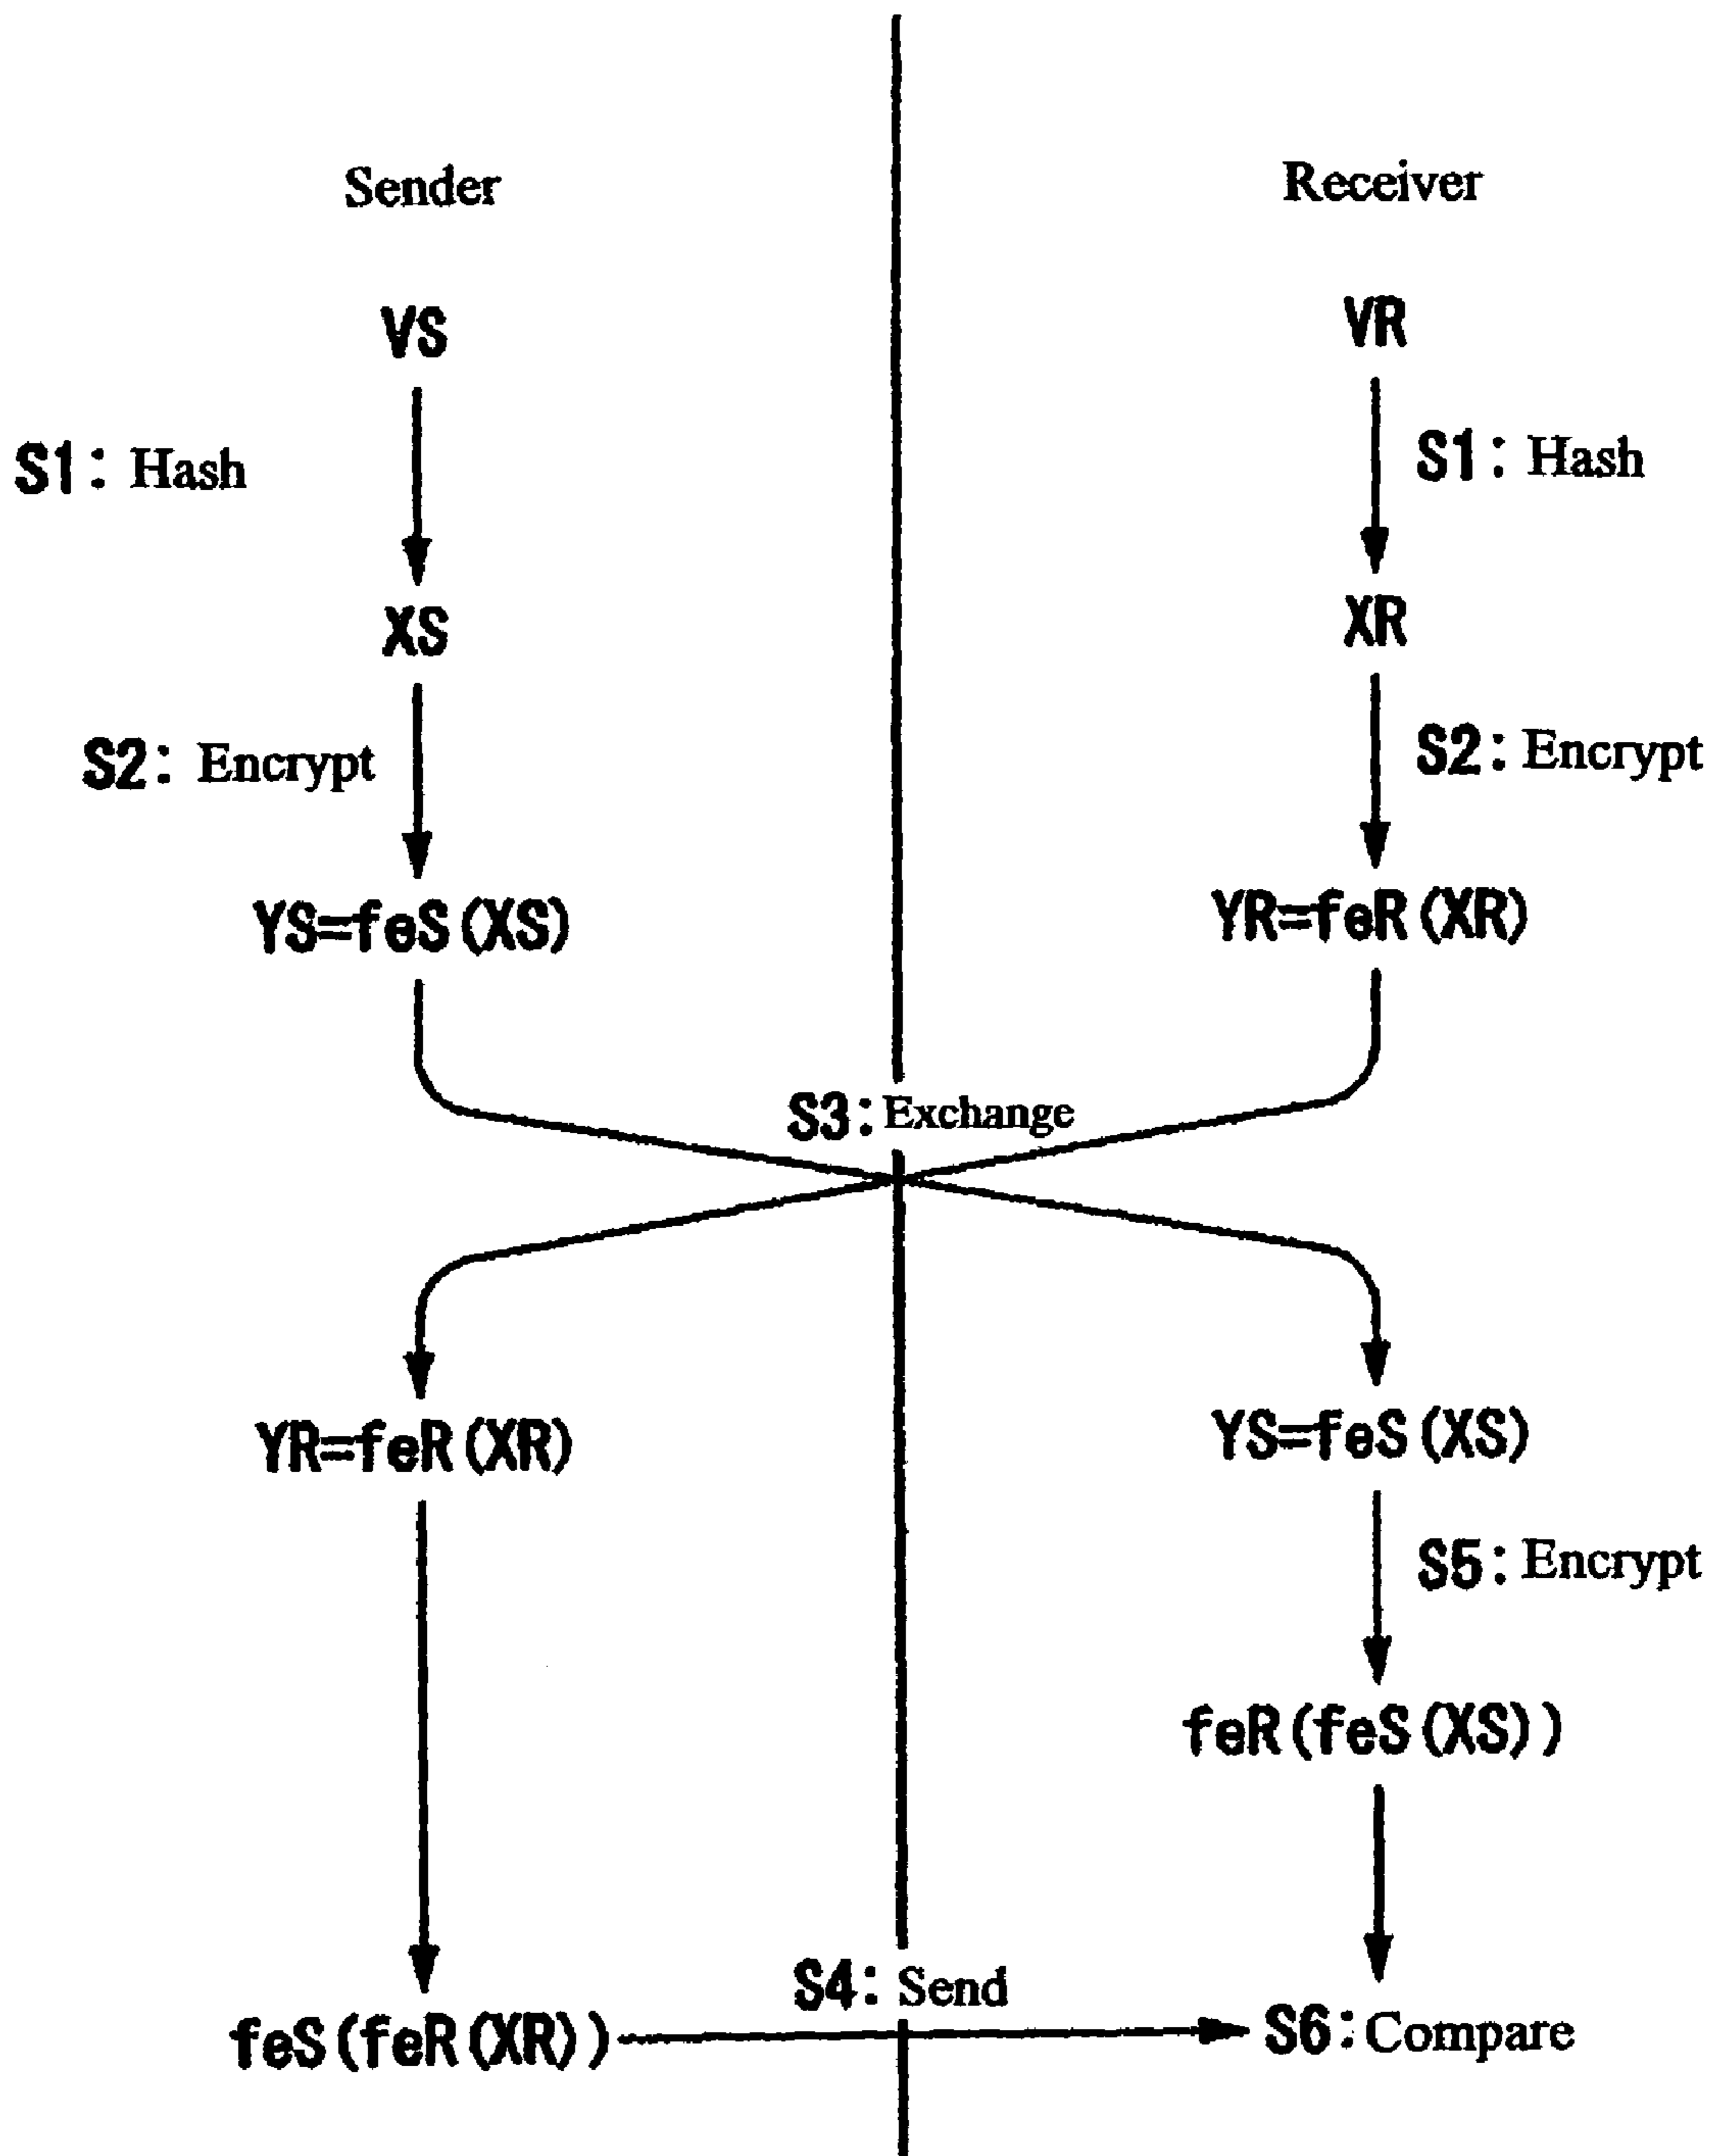 Sender
Receiver
VS
VR
S1: Hash
S1: Hash
XS
XR
S2: Encrypt
S2: Encrypt
YS=feS(XS)
YR=feR(XR)
S3: Exchange
YR=feR(XR)
YS=feS(XS)
S5: Encrypt
feR(feS(XS))
S4: Send
feS(feR(XR))
S6: Compare